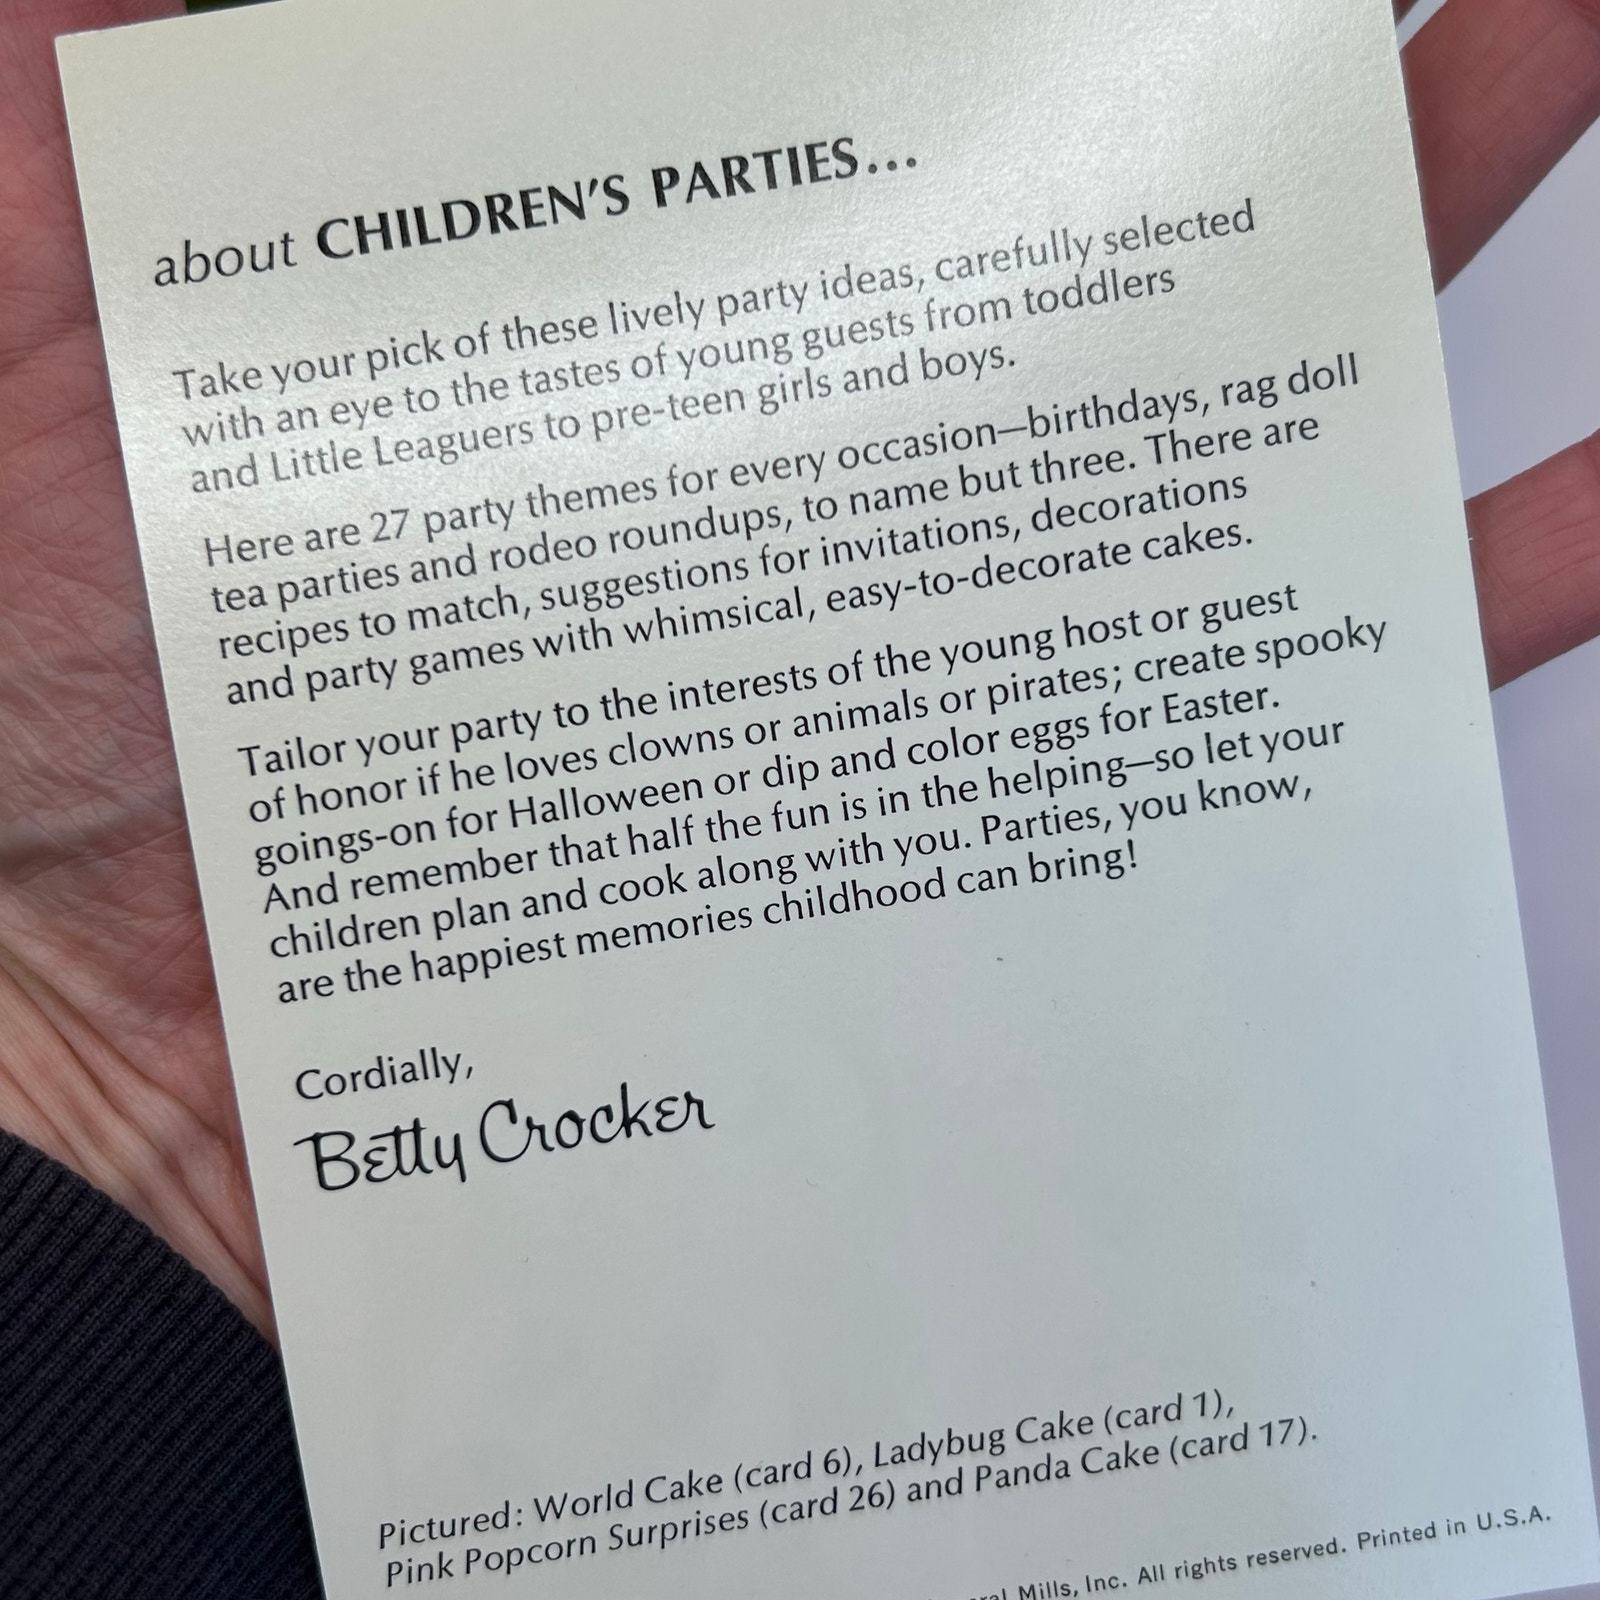 about CHILDREN'S PARTIES...
Take your pick of these lively party ideas, carefully selected
with an eye to the tastes of young guests from toddlers
and Little Leaguers to pre-teen girls and boys.
Here are 27 party themes for every occasion—birthdays, rag doll
tea parties and rodeo roundups, to name but three. There are
recipes to match, suggestions for invitations, decorations
and party games with whimsical, easy-to-decorate cakes.
Tailor your party to the interests of the young host or guest
of honor if he loves clowns or animals or pirates; create spooky
goings-on for Halloween or dip and color eggs for Easter.
And remember that half the fun is in the helping—so let your
children plan and cook along with you. Parties, you know,
are the happiest memories childhood can bring!
Cordially,
Betty Crocker
Pictured: World Cake (card 6), Ladybug Cake (card 1),
Pink Popcorn Surprises (card 26) and Panda Cake (card 17).
Mills, Inc. All rights reserved. Printed in U.S.A.